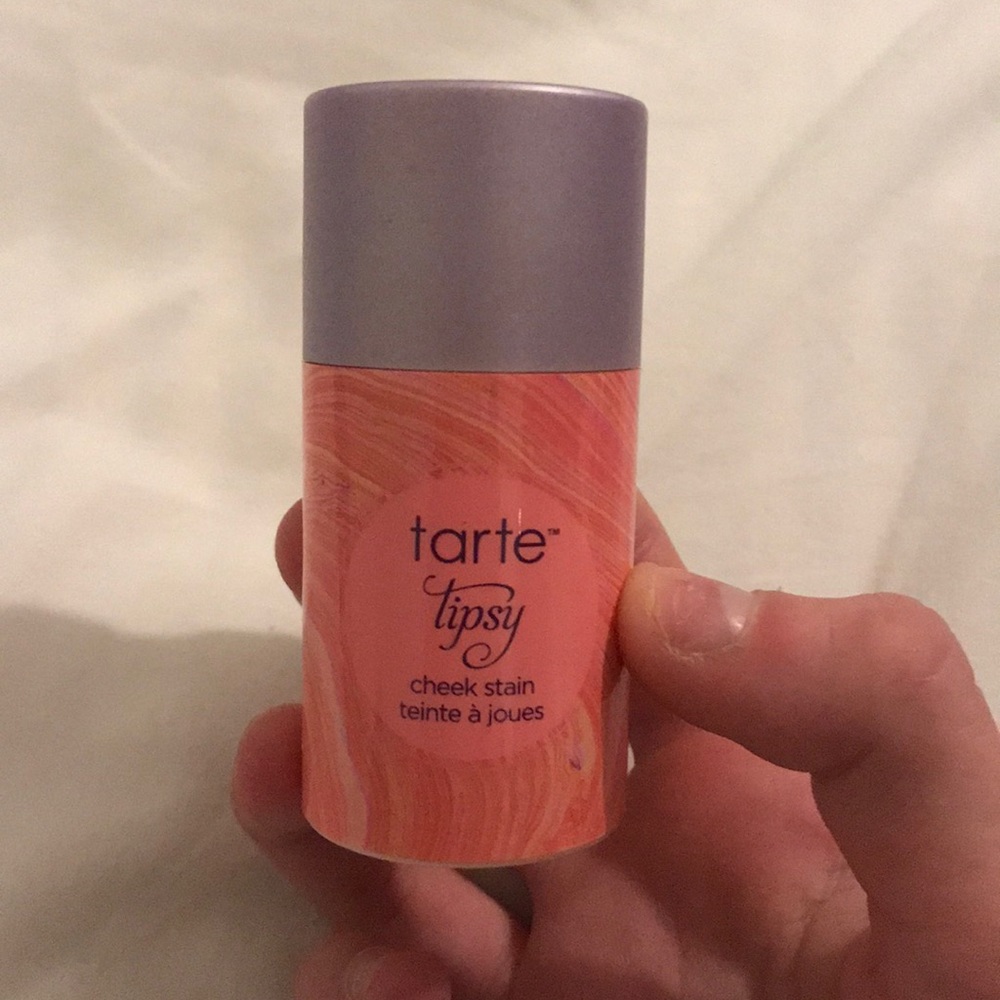 tarte™
tipsy
cheek stain
teinte à joues